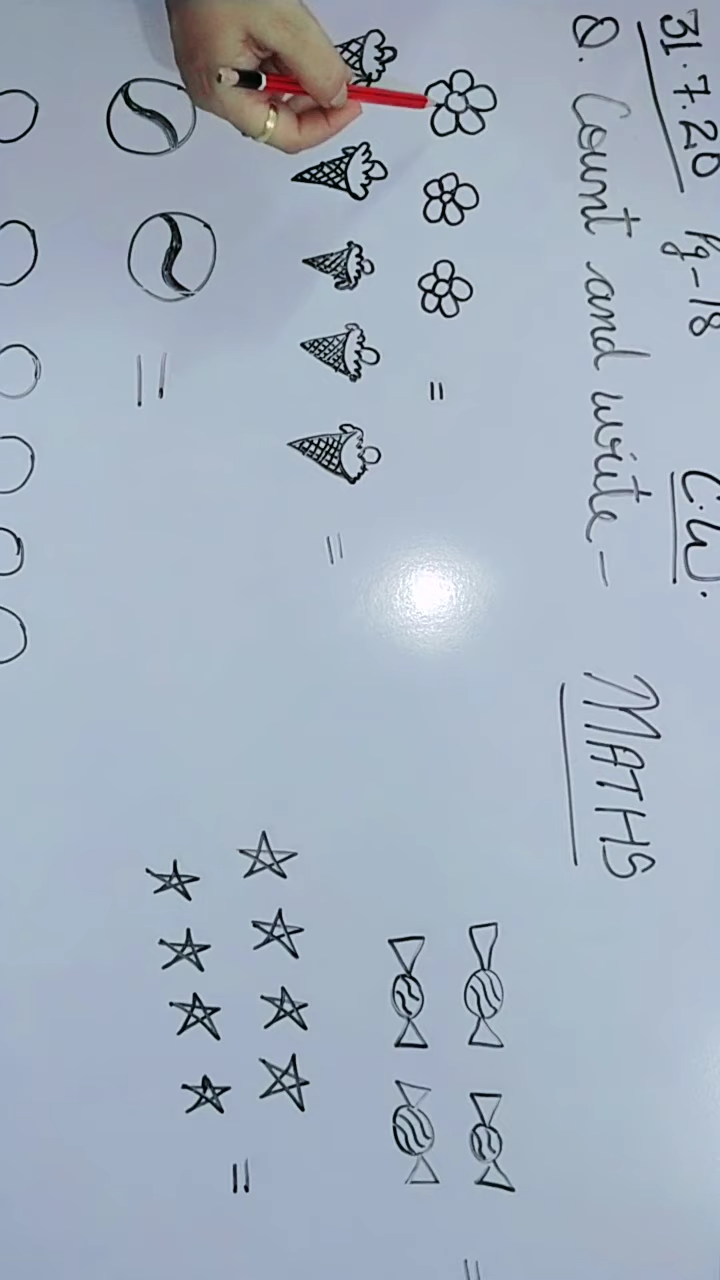 31.7.20 Pg-18 C.W.
MATHS
Q. Count and write-
=
=
=
=
=